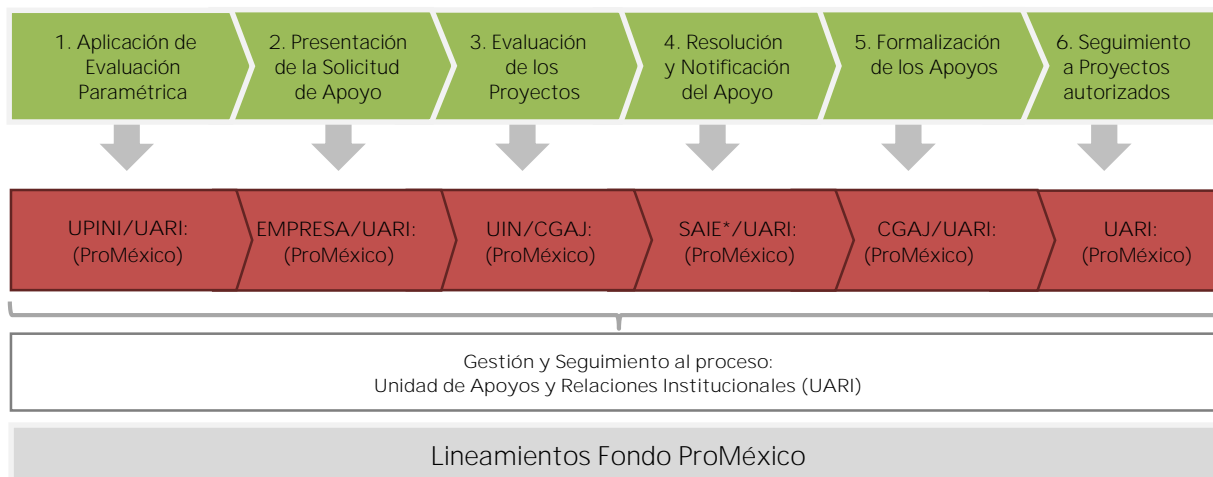 1. Aplicación de
Evaluación
Paramétrica
2. Presentación
de la Solicitud
de Apoyo
3. Evaluación
de los
Proyectos
4. Resolución
y Notificación
del Apoyo
5. Formalización
de los Apoyos
6. Seguimiento
a Proyectos
autorizados
UPINI/UARI:
(ProMéxico)
EMPRESA/UARI:
(ProMéxico)
UIN/CGAJ:
(ProMéxico)
SAIE*/UARI:
(ProMéxico)
CGAJ/UARI:
(ProMéxico)
UARI:
(ProMéxico)
Gestión y Seguimiento al proceso:
Unidad de Apoyos y Relaciones Institucionales (UARI)
Lineamientos Fondo ProMéxico